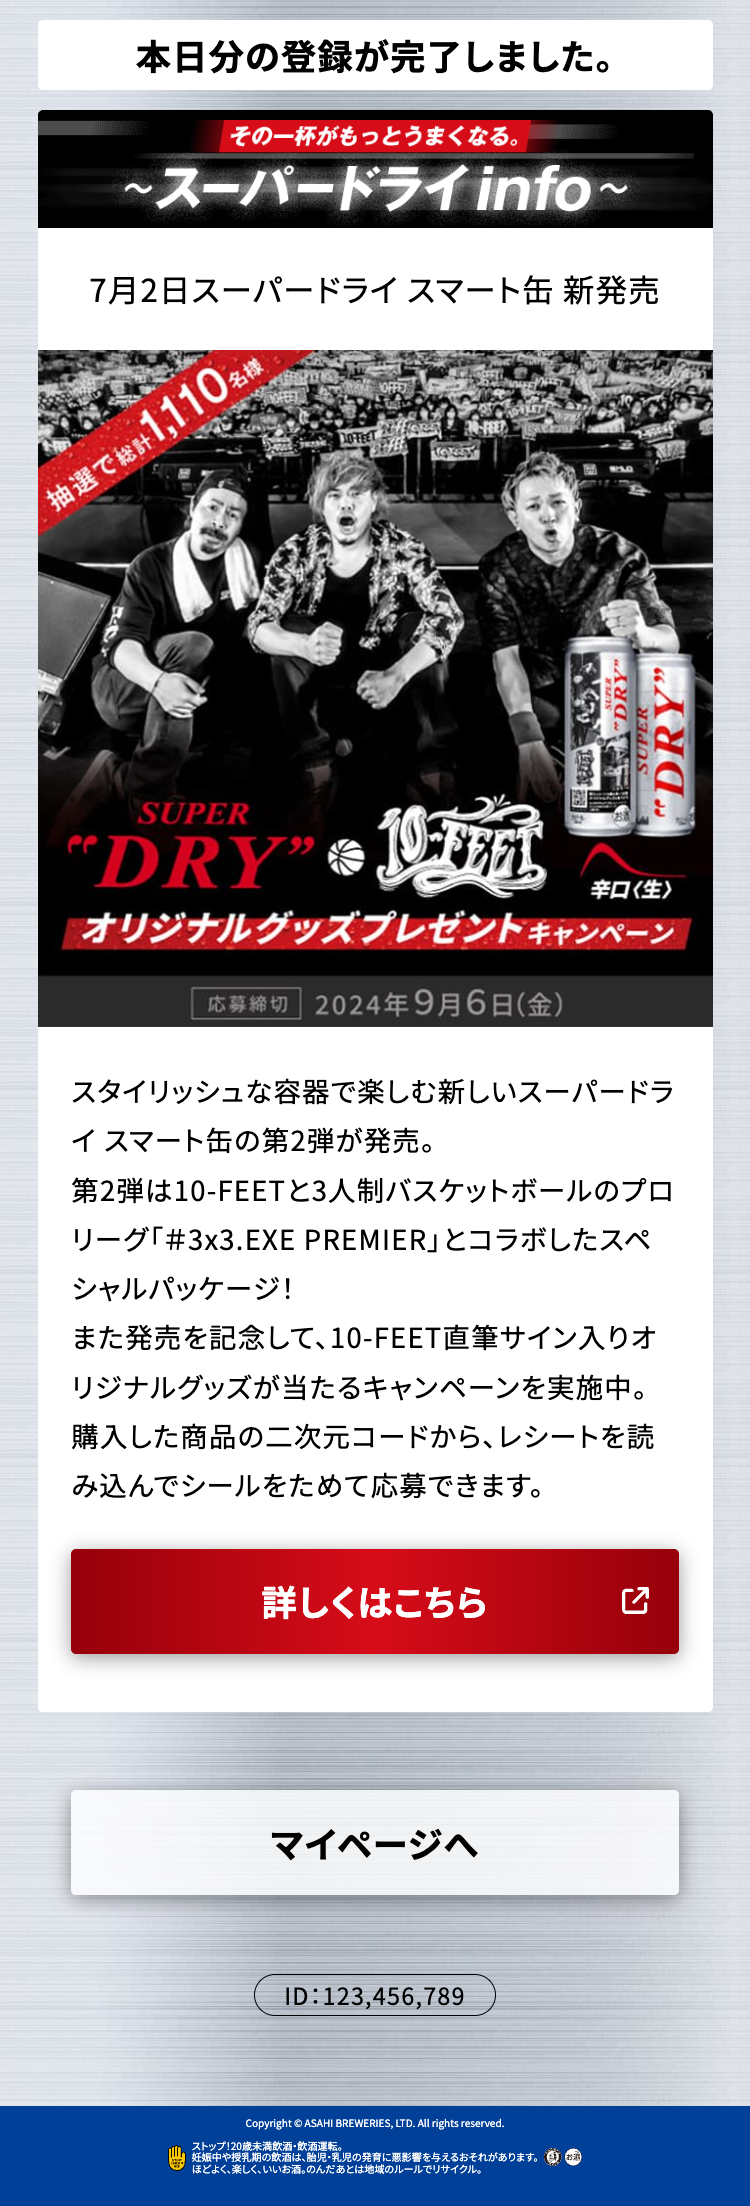 本日分の登録が完了しました。
その一杯がもっとうまくなる。
～スーパードライinfo～
7月2日スーパードライ スマート缶 新発売
抽選で総計1,110名様
10-FEET
SUPER
"DRY"
SUPER
"DRY"
SUPER
"DRY"
10-FEET
辛口〈生〉
オリジナルグッズプレゼントキャンペーン
応募締切 2024年9月6日(金)
スタイリッシュな容器で楽しむ新しいスーパードラ
イ スマート缶の第2弾が発売。
第2弾は10-FEETと3人制バスケットボールのプロ
リーグ「＃3x3.EXE PREMIER」とコラボしたスペ
シャルパッケージ！
また発売を記念して、10-FEET直筆サイン入りオ
リジナルグッズが当たるキャンペーンを実施中。
購入した商品の二次元コードから、レシートを読
み込んでシールをためて応募できます。
詳しくはこちら
マイページへ
ID：123,456,789
Copyright © ASAHI BREWERIES, LTD. All rights reserved.
ストップ！20歳未満飲酒・飲酒運転。
妊娠中や授乳期の飲酒は、胎児・乳児の発育に悪影響を与えるおそれがあります。
ほどよく、楽しく、いいお酒。のんだあとは地域のルールでリサイクル。
お酒